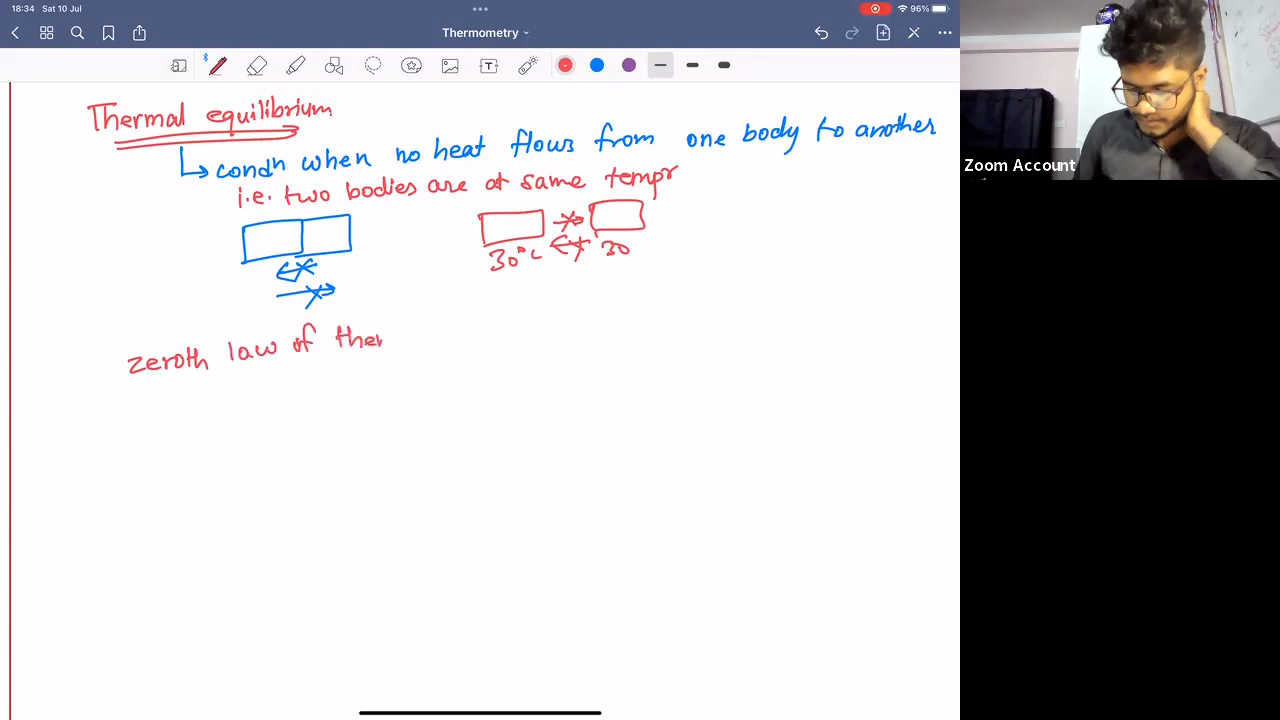 18:34 Sat 10 Jul
96%
Thermometry
T
Thermal equilibrium
condn when no heat flows from one body to another
i.e. two bodies are at same tempr
30°C 30
zeroth law of ther
Zoom Account